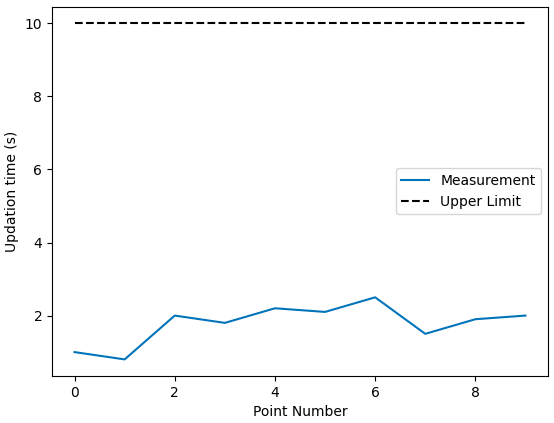 10
8
6
4
2
Updation time (s)
Measurement
Upper Limit
0 2 4 6 8
Point Number